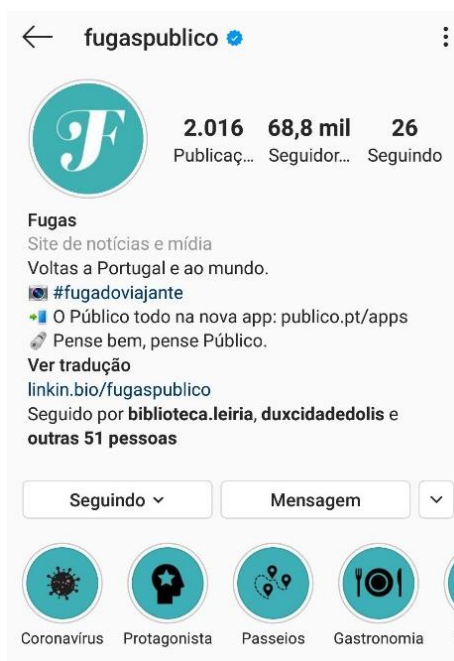 fugaspublico
F
2.016 68,8 mil 26
Publicaç... Seguidor... Seguindo
Fugas
Site de notícias e mídia
Voltas a Portugal e ao mundo.
#fugadoviajante
O Público todo na nova app: publico.pt/apps
Pense bem, pense Público.
Ver tradução
linkin.bio/fugaspublico
Seguido por biblioteca.leiria, duxcidadedolis e
outras 51 pessoas
Seguindo Mensagem
Coronavírus Protagonista Passeios Gastronomia